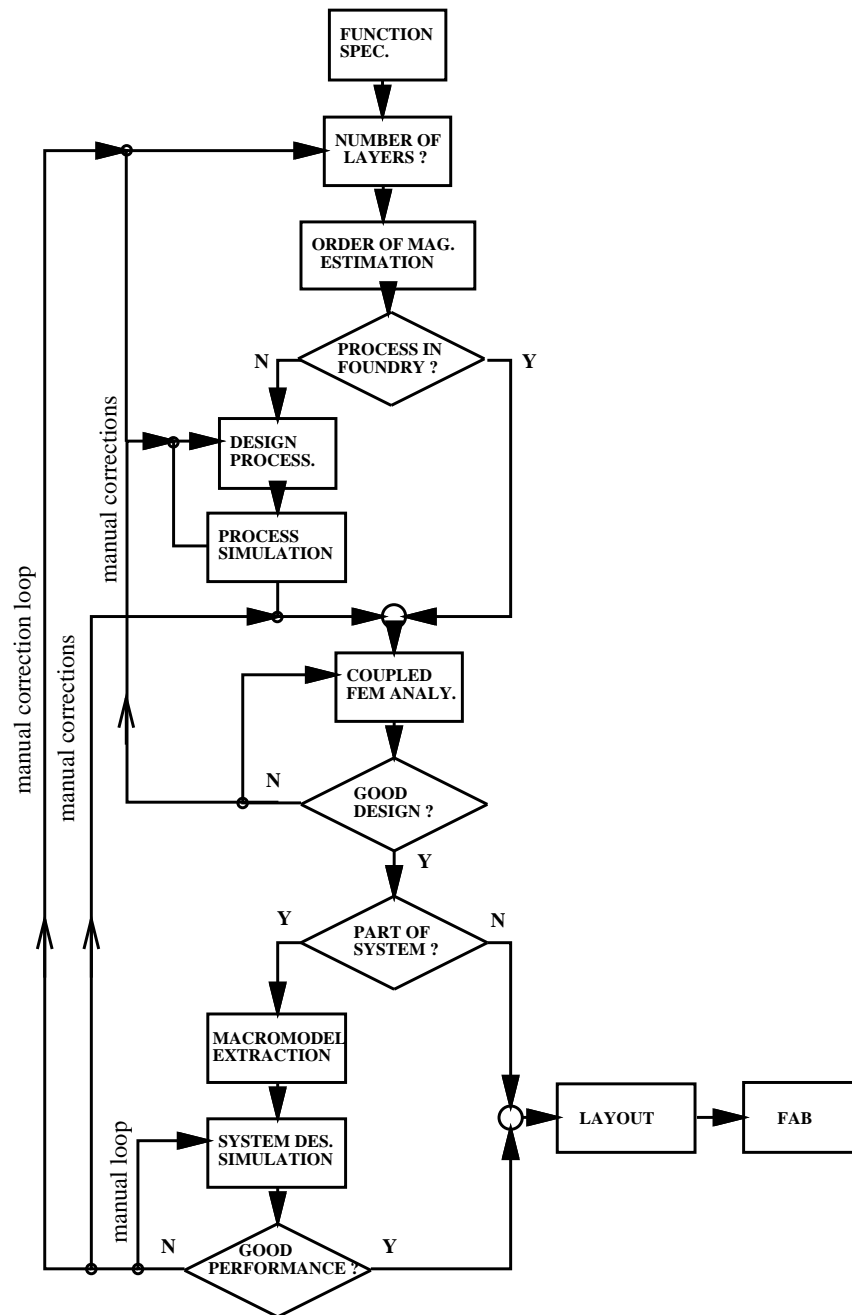 FUNCTION
SPEC.
NUMBER OF
LAYERS ?
ORDER OF MAG.
ESTIMATION
PROCESS IN
FOUNDRY ?
N
Y
DESIGN
PROCESS.
PROCESS
SIMULATION
manual corrections
manual correction loop
manual corrections
COUPLED
FEM ANALY.
N
GOOD
DESIGN ?
Y
Y
PART OF
SYSTEM ?
N
MACROMODEL
EXTRACTION
SYSTEM DES.
SIMULATION
manual loop
N
GOOD
PERFORMANCE ?
Y
LAYOUT
FAB